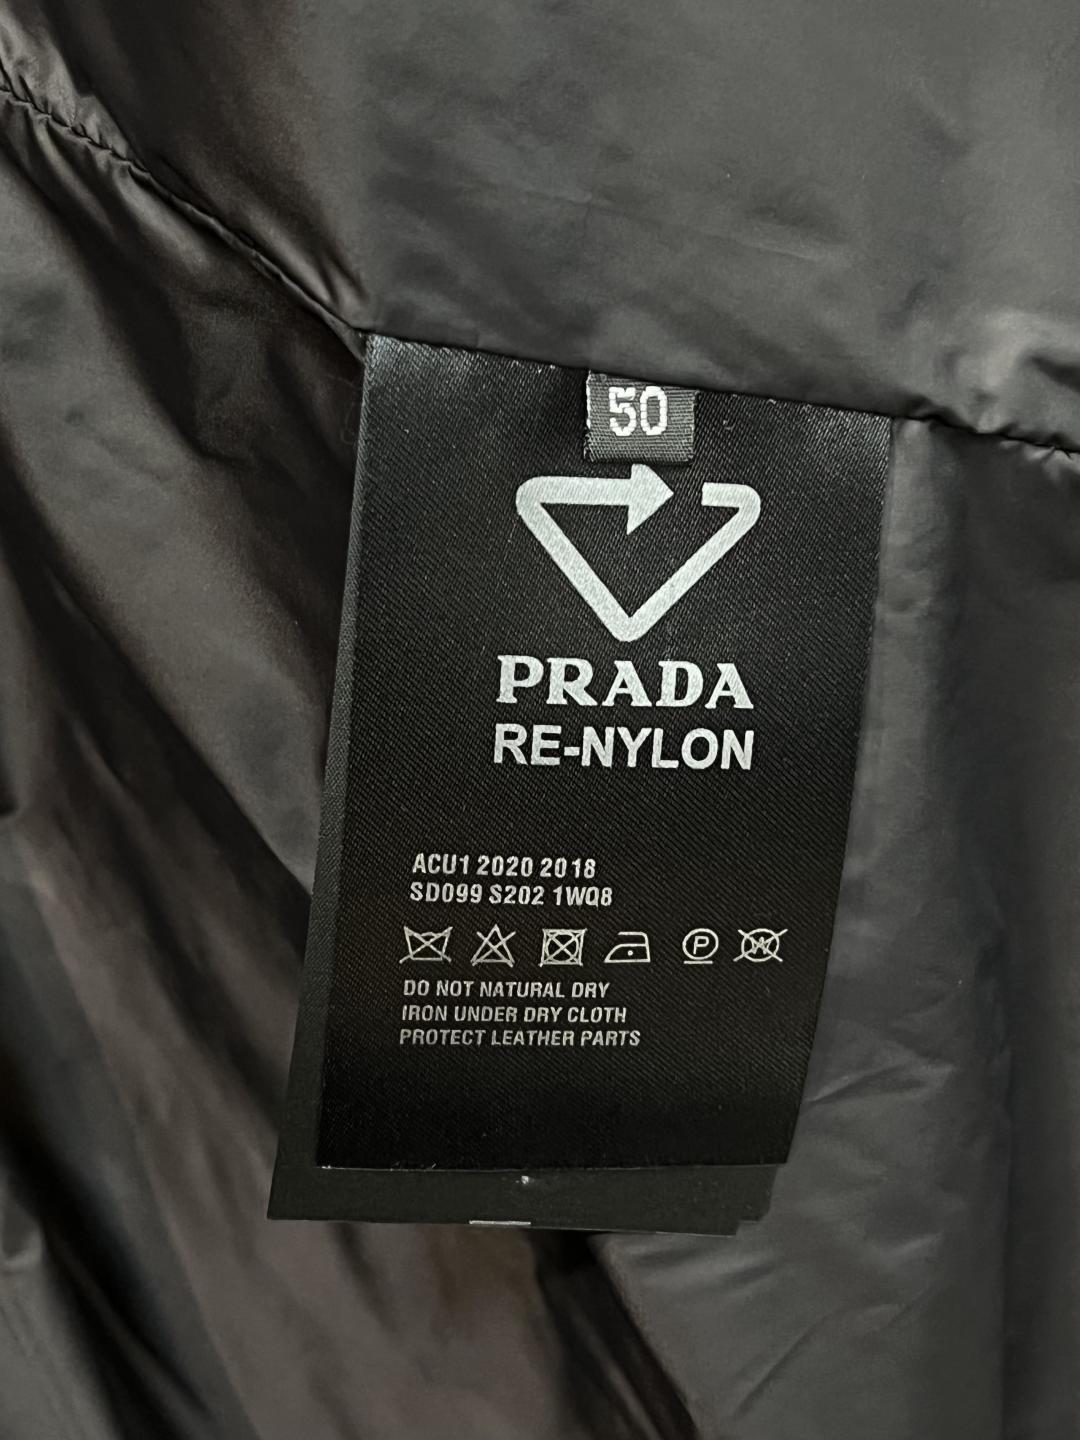 50
PRADA
RE-NYLON
ACU1 2020 2018
SD099 S202 1WQ8
P
W
DO NOT NATURAL DRY
IRON UNDER DRY CLOTH
PROTECT LEATHER PARTS